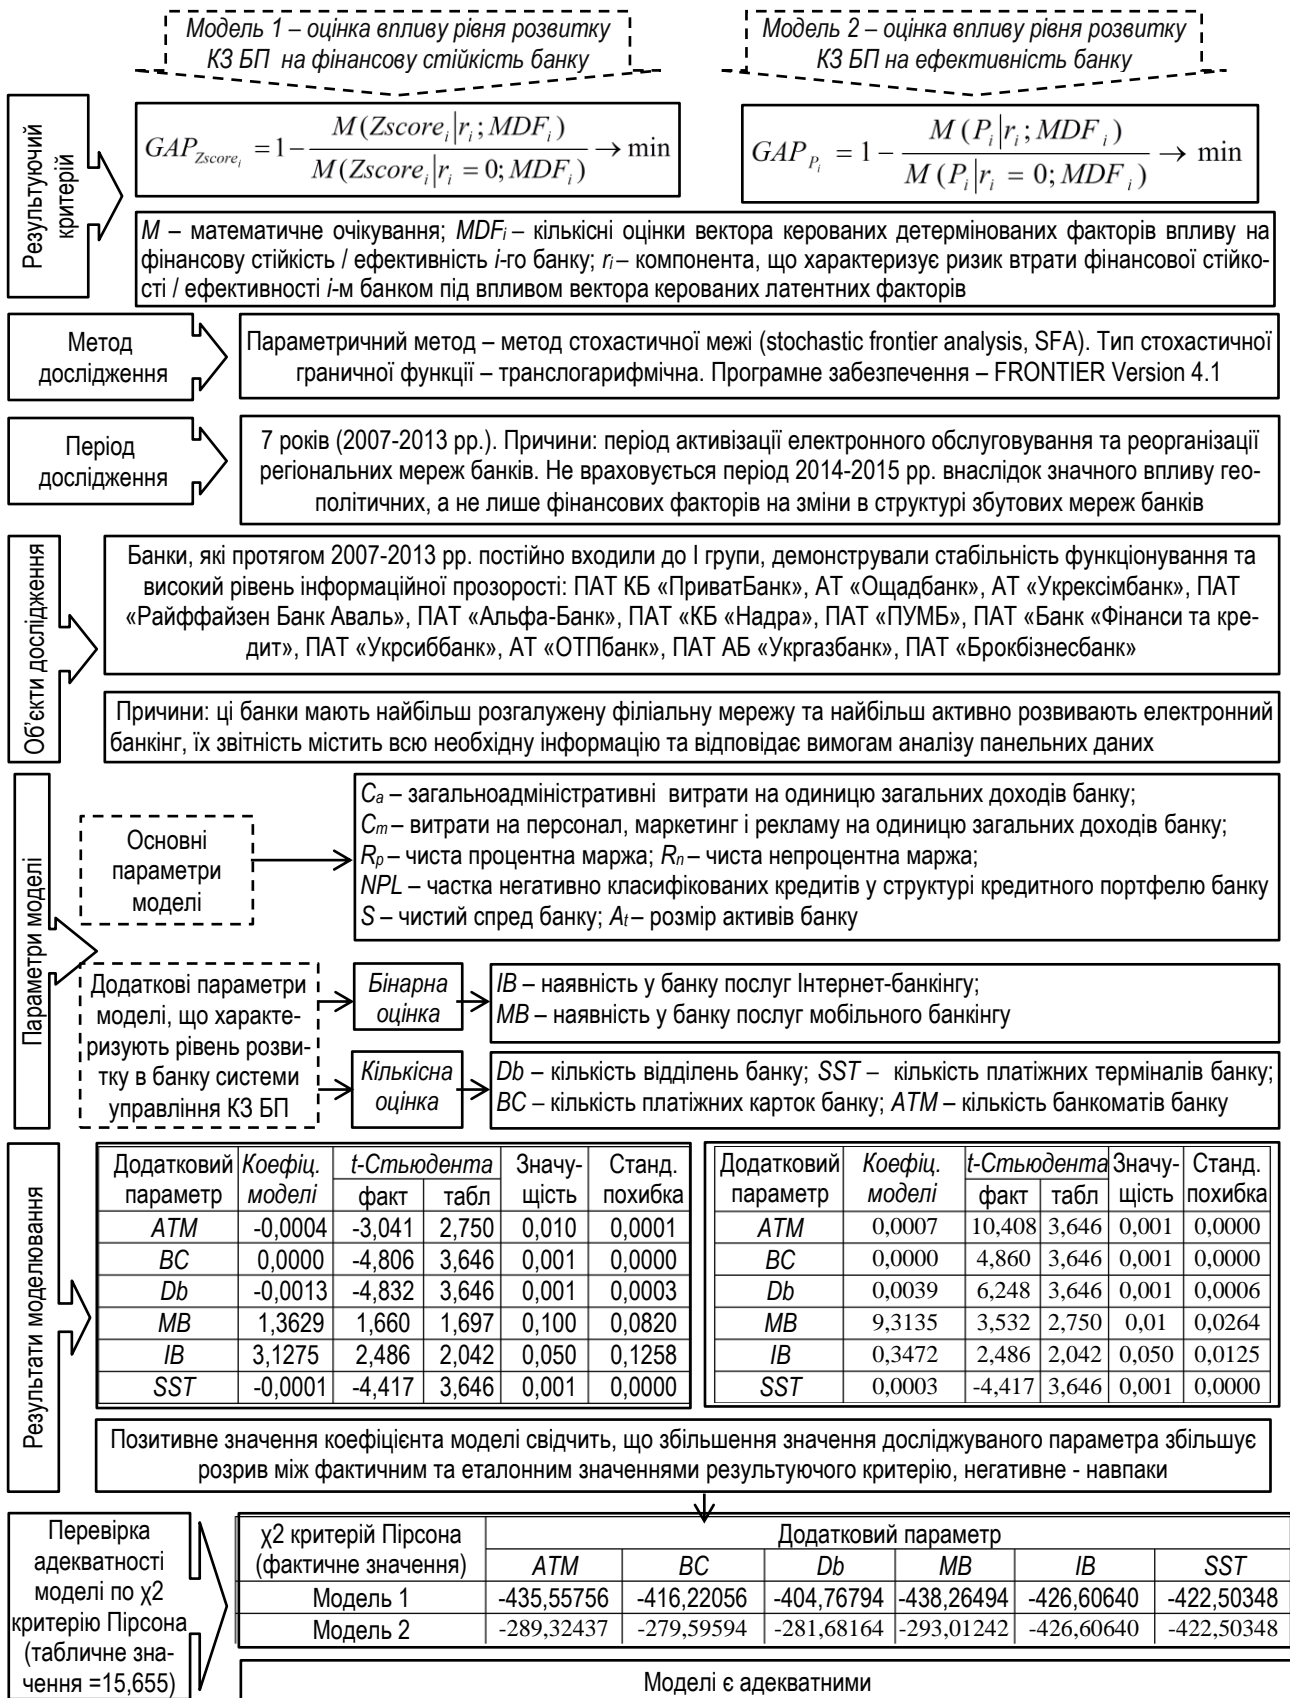 Модель 1 – оцінка впливу рівня розвитку
КЗ БП на фінансову стійкість банку
Модель 2 – оцінка впливу рівня розвитку
КЗ БП на ефективність банку
Результуючий
критерій
GAP_{Zscore_i} = 1 − M(Zscore_i|r_i; MDF_i) / M(Zscore_i|r_i = 0; MDF_i) → min
GAP_{P_i} = 1 − M(P_i|r_i; MDF_i) / M(P_i|r_i = 0; MDF_i) → min
M – математичне очікування; MDFi – кількісні оцінки вектора керованих детермінованих факторів впливу на
фінансову стійкість / ефективність i-го банку; ri – компонента, що характеризує ризик втрати фінансової стійко-
сті / ефективності i-м банком під впливом вектора керованих латентних факторів
Метод
дослідження
Параметричний метод – метод стохастичної межі (stochastic frontier analysis, SFA). Тип стохастичної
граничної функції – транслогарифмічна. Програмне забезпечення – FRONTIER Version 4.1
Період
дослідження
7 років (2007-2013 рр.). Причини: період активізації електронного обслуговування та реорганізації
регіональних мереж банків. Не враховується період 2014-2015 рр. внаслідок значного впливу гео-
політичних, а не лише фінансових факторів на зміни в структурі збутових мереж банків
Об'єкти дослідження
Банки, які протягом 2007-2013 рр. постійно входили до І групи, демонстрували стабільність функціонування та
високий рівень інформаційної прозорості: ПАТ КБ «ПриватБанк», АТ «Ощадбанк», АТ «Укрексімбанк», ПАТ
«Райффайзен Банк Аваль», ПАТ «Альфа-Банк», ПАТ «КБ «Надра», ПАТ «ПУМБ», ПАТ «Банк «Фінанси та кре-
дит», ПАТ «Укрсиббанк», АТ «ОТПбанк», ПАТ АБ «Укргазбанк», ПАТ «Брокбізнесбанк»
Причини: ці банки мають найбільш розгалужену філіальну мережу та найбільш активно розвивають електронний
банкінг, їх звітність містить всю необхідну інформацію та відповідає вимогам аналізу панельних даних
Параметри моделі
Основні
параметри
моделі
Ca – загальноадміністративні витрати на одиницю загальних доходів банку;
Cm – витрати на персонал, маркетинг і рекламу на одиницю загальних доходів банку;
Rp – чиста процентна маржа; Rn – чиста непроцентна маржа;
NPL – частка негативно класифікованих кредитів у структурі кредитного портфелю банку
S – чистий спред банку; At – розмір активів банку
Додаткові параметри
моделі, що характе-
ризують рівень розви-
тку в банку системи
управління КЗ БП
Бінарна
оцінка
IB – наявність у банку послуг Інтернет-банкінгу;
MB – наявність у банку послуг мобільного банкінгу
Кількісна
оцінка
Db – кількість відділень банку; SST – кількість платіжних терміналів банку;
BC – кількість платіжних карток банку; ATM – кількість банкоматів банку
Результати моделювання
Додатковий Коефіц. t-Стьюдента Значу- Станд.
параметр моделі факт табл щість похибка
ATM -0,0004 -3,041 2,750 0,010 0,0001
BC 0,0000 -4,806 3,646 0,001 0,0000
Db -0,0013 -4,832 3,646 0,001 0,0003
MB 1,3629 1,660 1,697 0,100 0,0820
IB 3,1275 2,486 2,042 0,050 0,1258
SST -0,0001 -4,417 3,646 0,001 0,0000
Додатковий Коефіц. t-Стьюдента Значу- Станд.
параметр моделі факт табл щість похибка
ATM 0,0007 10,408 3,646 0,001 0,0000
BC 0,0000 4,860 3,646 0,001 0,0000
Db 0,0039 6,248 3,646 0,001 0,0006
MB 9,3135 3,532 2,750 0,01 0,0264
IB 0,3472 2,486 2,042 0,050 0,0125
SST 0,0003 -4,417 3,646 0,001 0,0000
Позитивне значення коефіцієнта моделі свідчить, що збільшення значення досліджуваного параметра збільшує
розрив між фактичним та еталонним значеннями результуючого критерію, негативне - навпаки
Перевірка
адекватності
моделі по χ2
критерію Пірсона
(табличне зна-
чення =15,655)
χ2 критерій Пірсона Додатковий параметр
(фактичне значення) ATM BC Db MB IB SST
Модель 1 -435,55756 -416,22056 -404,76794 -438,26494 -426,60640 -422,50348
Модель 2 -289,32437 -279,59594 -281,68164 -293,01242 -426,60640 -422,50348
Моделі є адекватними